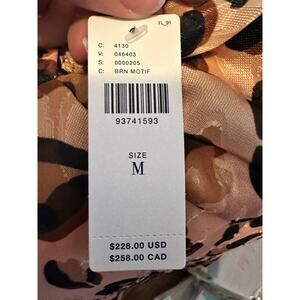 FL_91
C: 4130
V: 046403
S: 0000205
C: BRN MOTIF
93741593
SIZE
M
$228.00 USD
$258.00 CAD